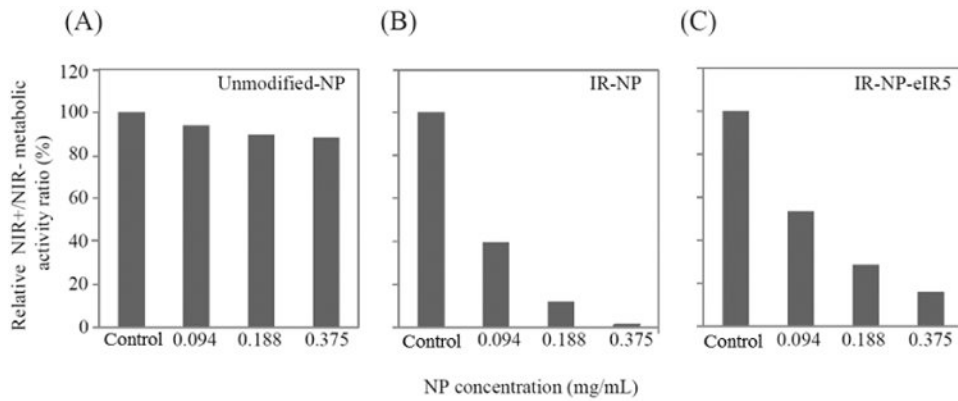 (A)
(B)
(C)
Relative NIR+/NIR- metabolic
activity ratio (%)
120
100
80
60
40
20
0
Unmodified-NP
Control 0.094 0.188 0.375
IR-NP
Control 0.094 0.188 0.375
IR-NP-eIR5
Control 0.094 0.188 0.375
NP concentration (mg/mL)